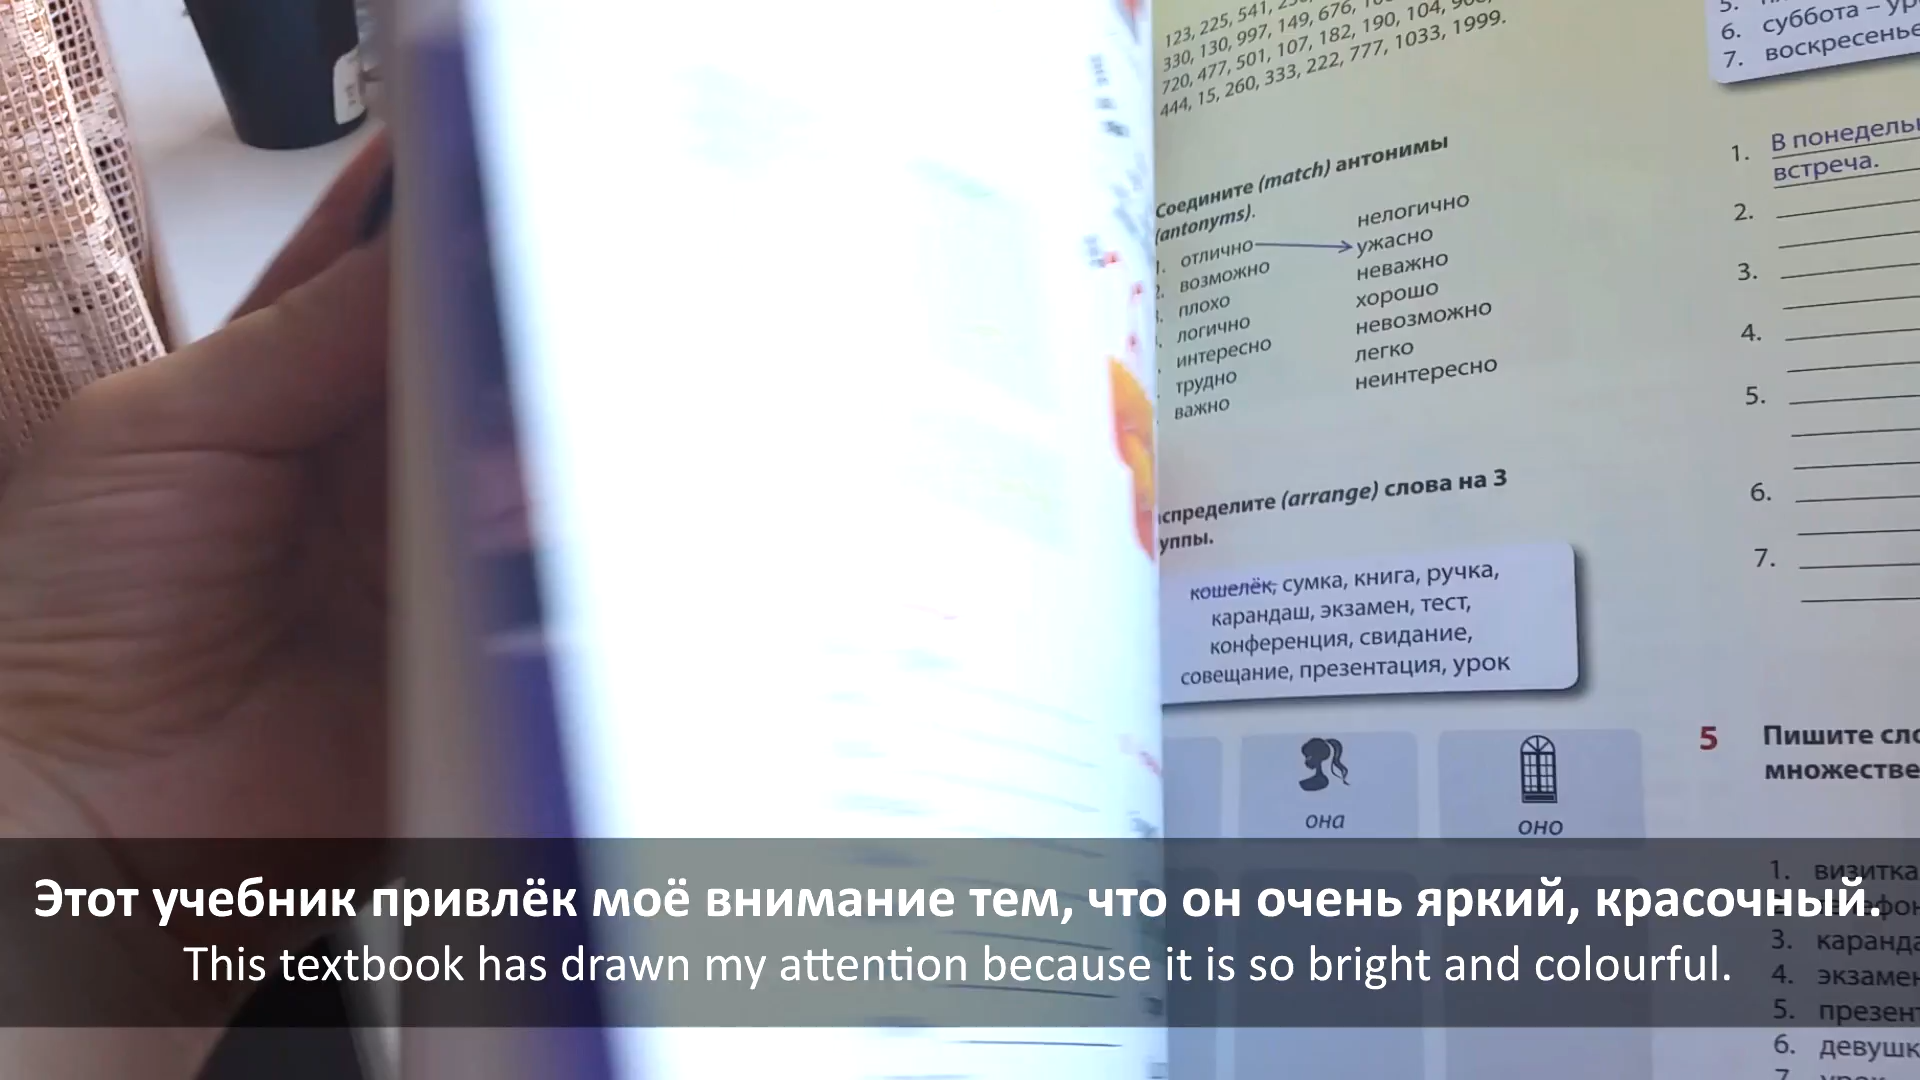 123, 225, 541,
330, 130, 997, 149, 676,
720, 477, 501, 107, 182, 190, 104,
444, 15, 260, 333, 222, 777, 1033, 1999.
Соедините (match) антонимы
(antonyms).
отлично
возможно
плохо
логично
интересно
трудно
важно
нелогично
ужасно
неважно
хорошо
невозможно
легко
неинтересно
(arrange) слова на 3
кошелёк, сумка, книга, ручка,
карандаш, экзамен, тест,
конференция, свидание,
совещание, презентация, урок
она
оно
5.
6. суббота –
7. воскресенье
1. В понедель
встреча.
2.
3.
4.
5.
6.
7.
5 Пишите сло
множестве
1. визитка
3. каранда
4. экзамен
5. презент
6. девушк
7.
Этот учебник привлёк моё внимание тем, что он очень яркий, красочный.
This textbook has drawn my attention because it is so bright and colourful.